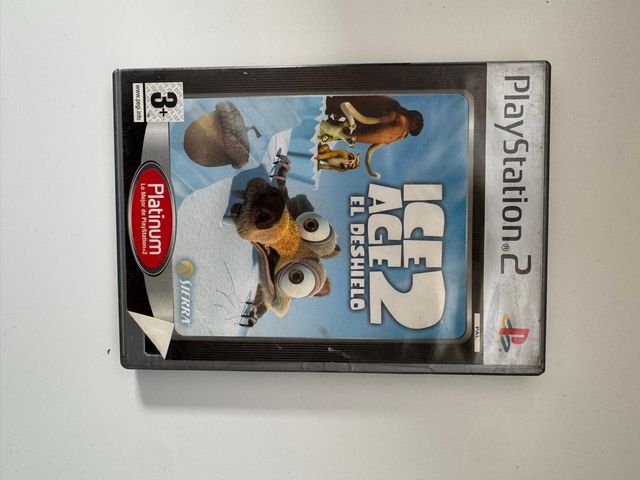 PlayStation®2
PAL
ICE
AGE 2
EL DESHIELO
3+
www.pegi.info
Platinum
Lo Mejor de PlayStation®2
SIERRA